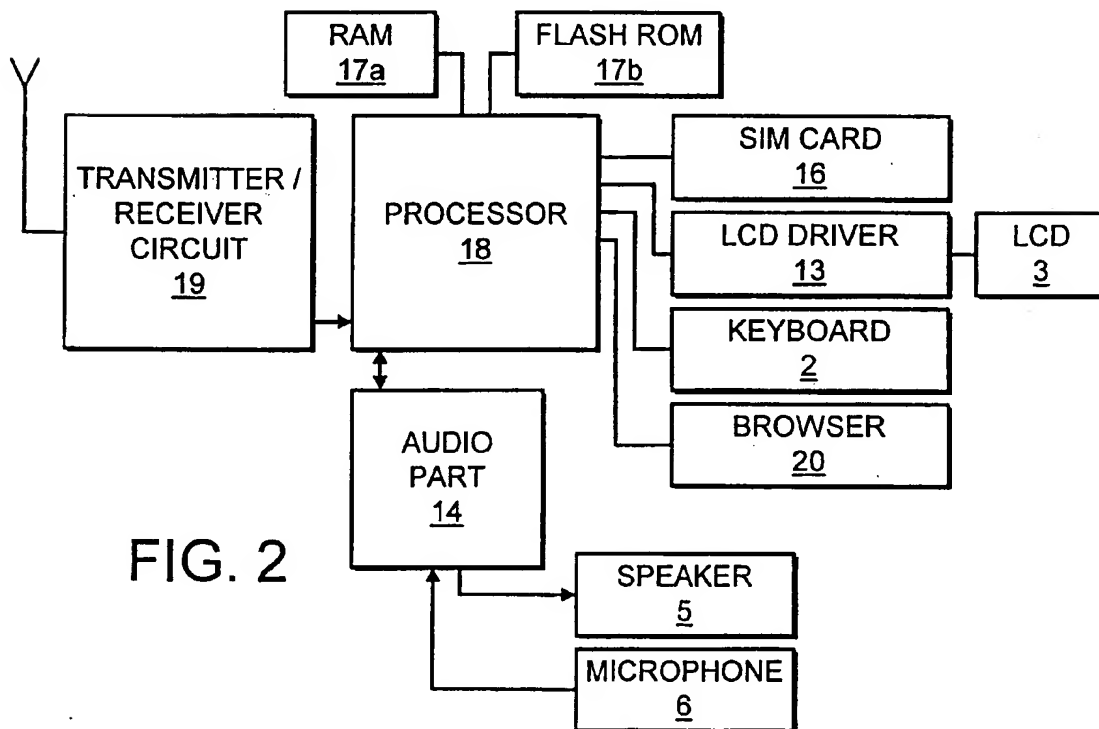 RAM
17a
FLASH ROM
17b
TRANSMITTER /
RECEIVER
CIRCUIT
19
PROCESSOR
18
SIM CARD
16
LCD DRIVER
13
LCD
3
KEYBOARD
2
BROWSER
20
AUDIO
PART
14
FIG. 2
SPEAKER
5
MICROPHONE
6